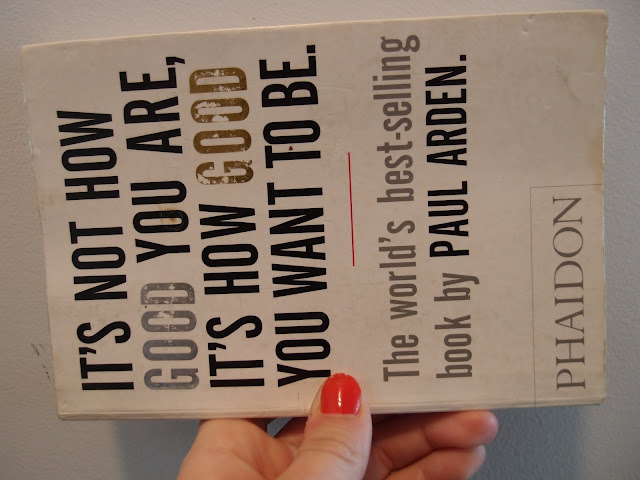 IT'S NOT HOW
GOOD YOU ARE,
IT'S HOW GOOD
YOU WANT TO BE.
The world's best-selling
book by PAUL ARDEN.
PHAIDON